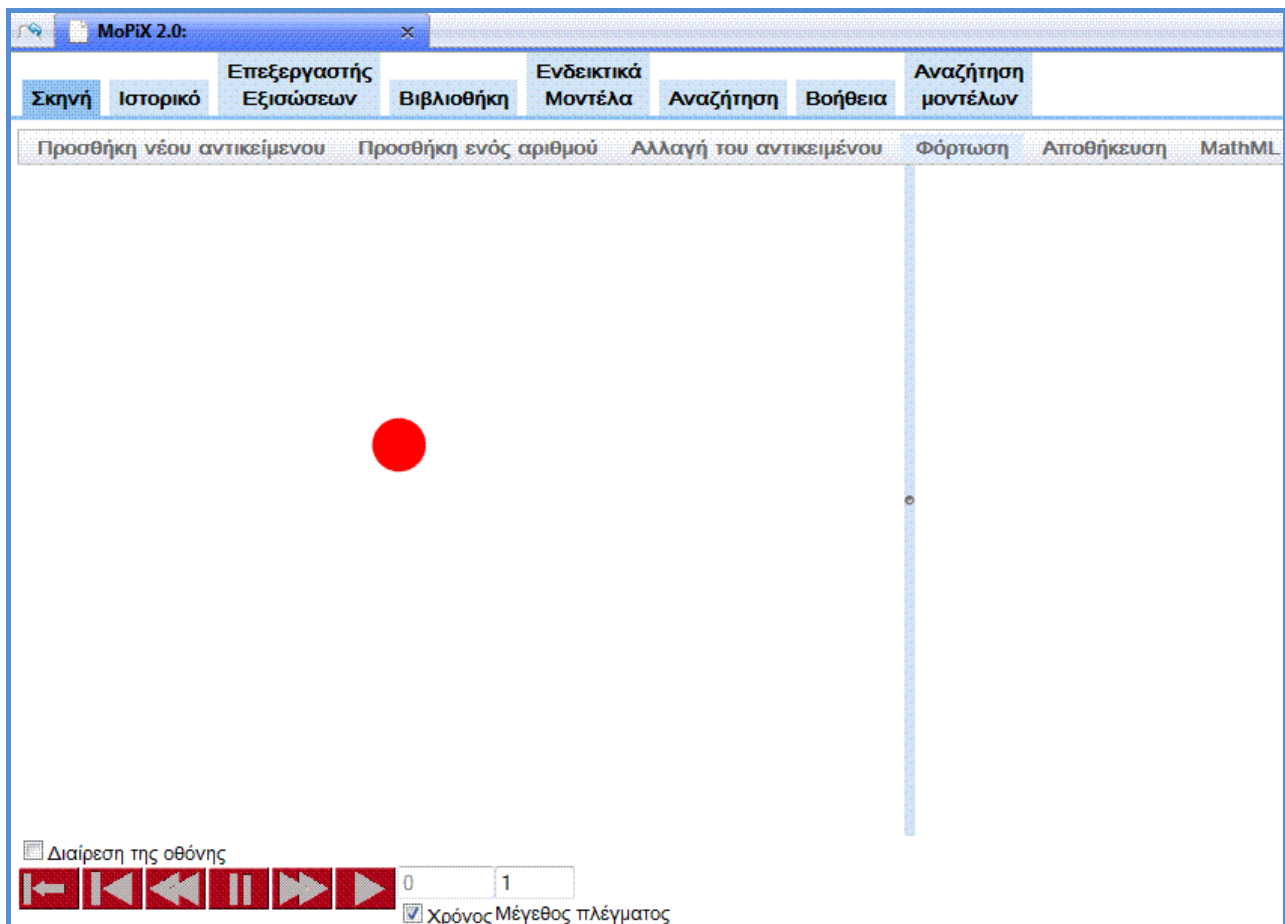 MoPiX 2.0:
Σκηνή Ιστορικό Επεξεργαστής Εξισώσεων Βιβλιοθήκη Ενδεικτικά Μοντέλα Αναζήτηση Βοήθεια Αναζήτηση μοντέλων
Προσθήκη νέου αντικείμενου Προσθήκη ενός αριθμού Αλλαγή του αντικειμένου Φόρτωση Αποθήκευση MathML
Διαίρεση της οθόνης
0 1
Χρόνος Μέγεθος πλέγματος